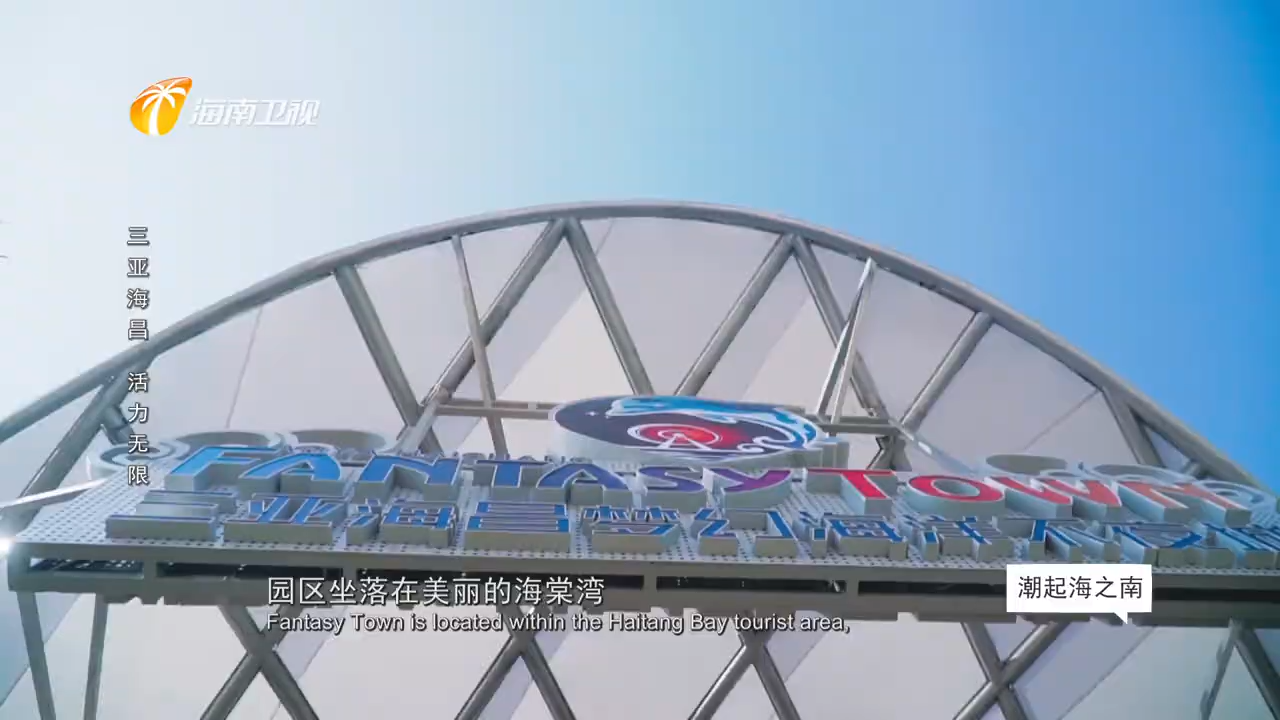 海南卫视
三亚海昌 活力无限
FANTASY TOWN
三亚海昌梦幻海洋不夜城
园区坐落在美丽的海棠湾
Fantasy Town is located within the Haitang Bay tourist area,
潮起海之南